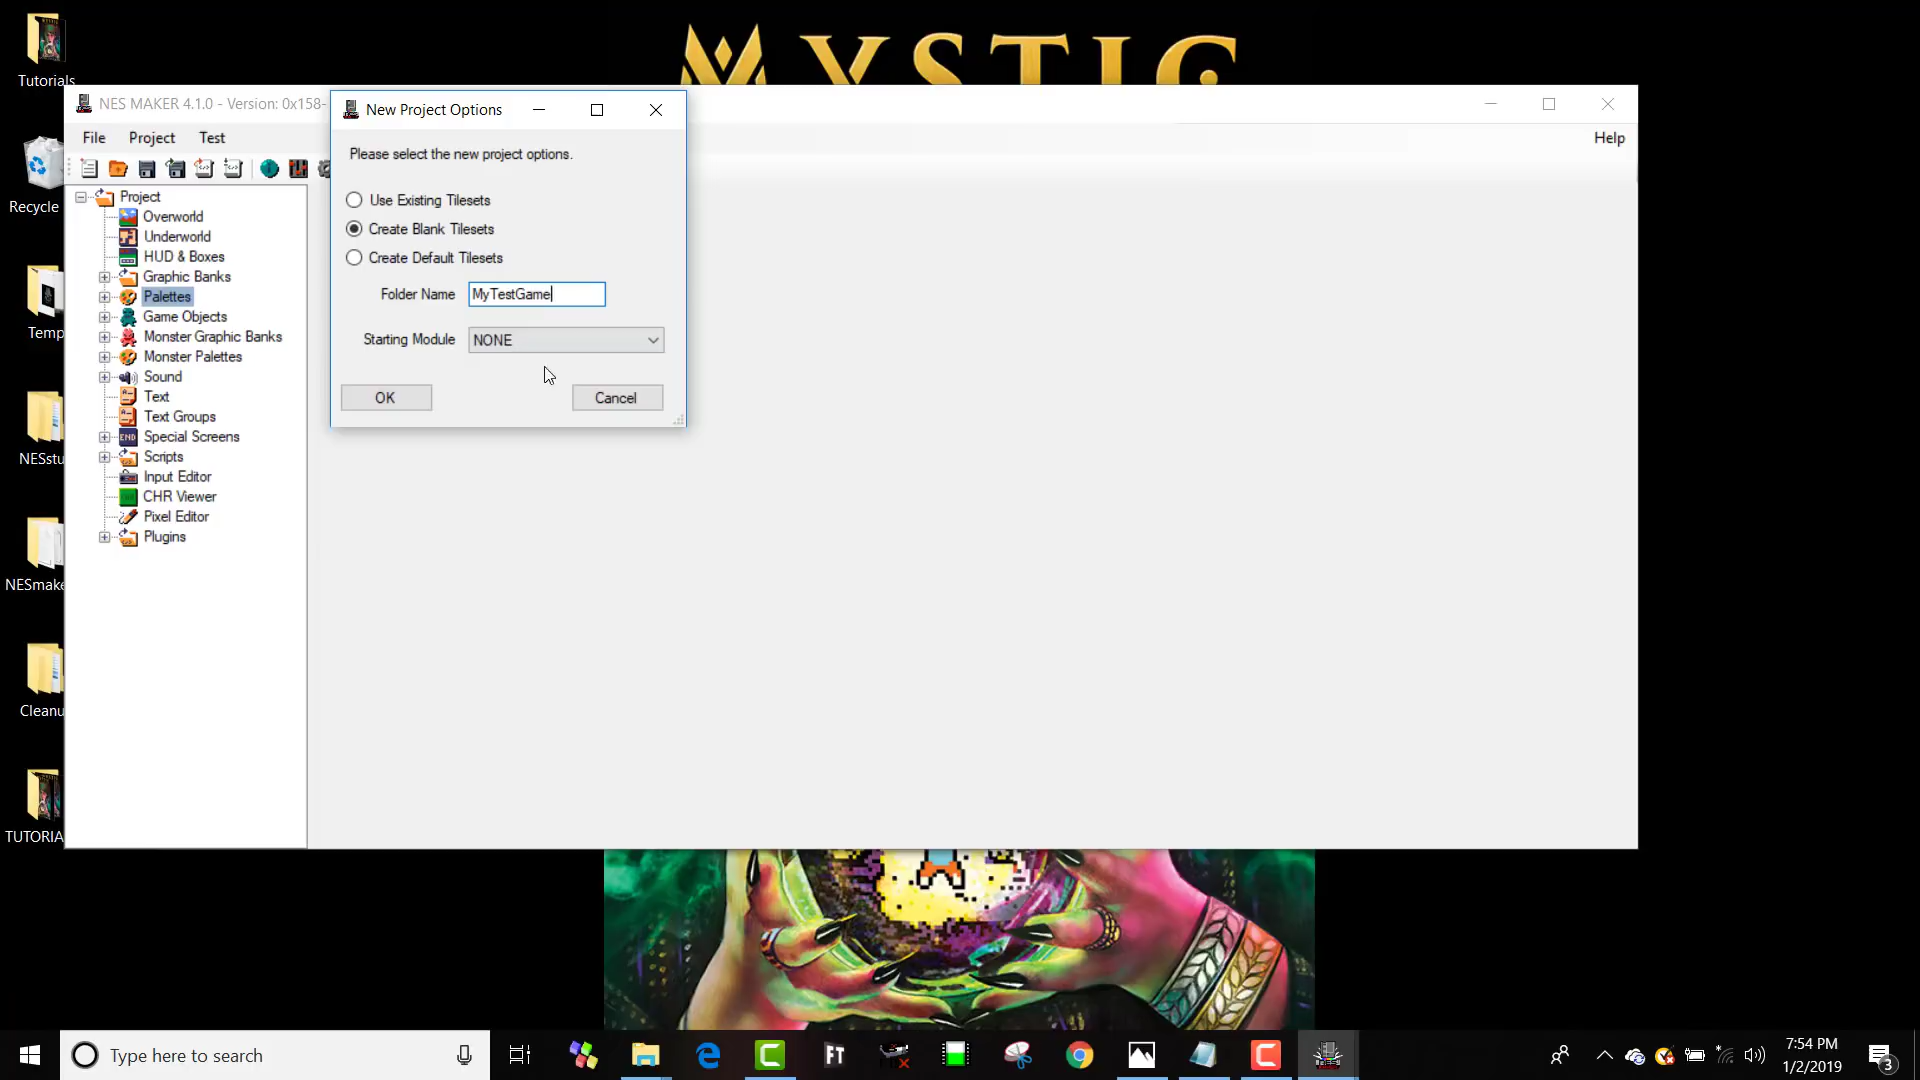 MYSTIC
Tutorials
Recycle
Temp
NESstu
NESmake
Cleanu
TUTORIA
NES MAKER 4.1.0 - Version: 0x158-
File Project Test
Help
Project
Overworld
Underworld
HUD & Boxes
Graphic Banks
Palettes
Game Objects
Monster Graphic Banks
Monster Palettes
Sound
Text
Text Groups
Special Screens
Scripts
Input Editor
CHR Viewer
Pixel Editor
Plugins
New Project Options
Please select the new project options.
Use Existing Tilesets
Create Blank Tilesets
Create Default Tilesets
Folder Name MyTestGame
Starting Module NONE
OK Cancel
END
Type here to search
FT
7:54 PM
1/2/2019
3